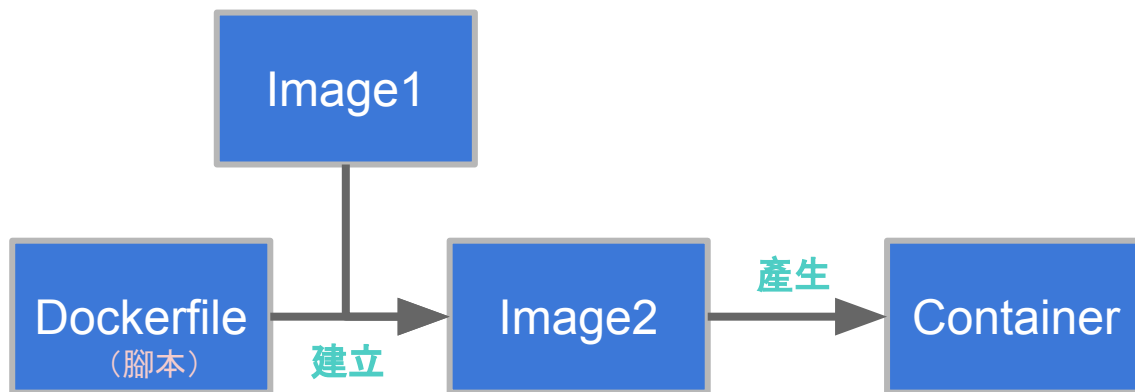 Image1
Dockerfile
（腳本）
建立
Image2
產生
Container